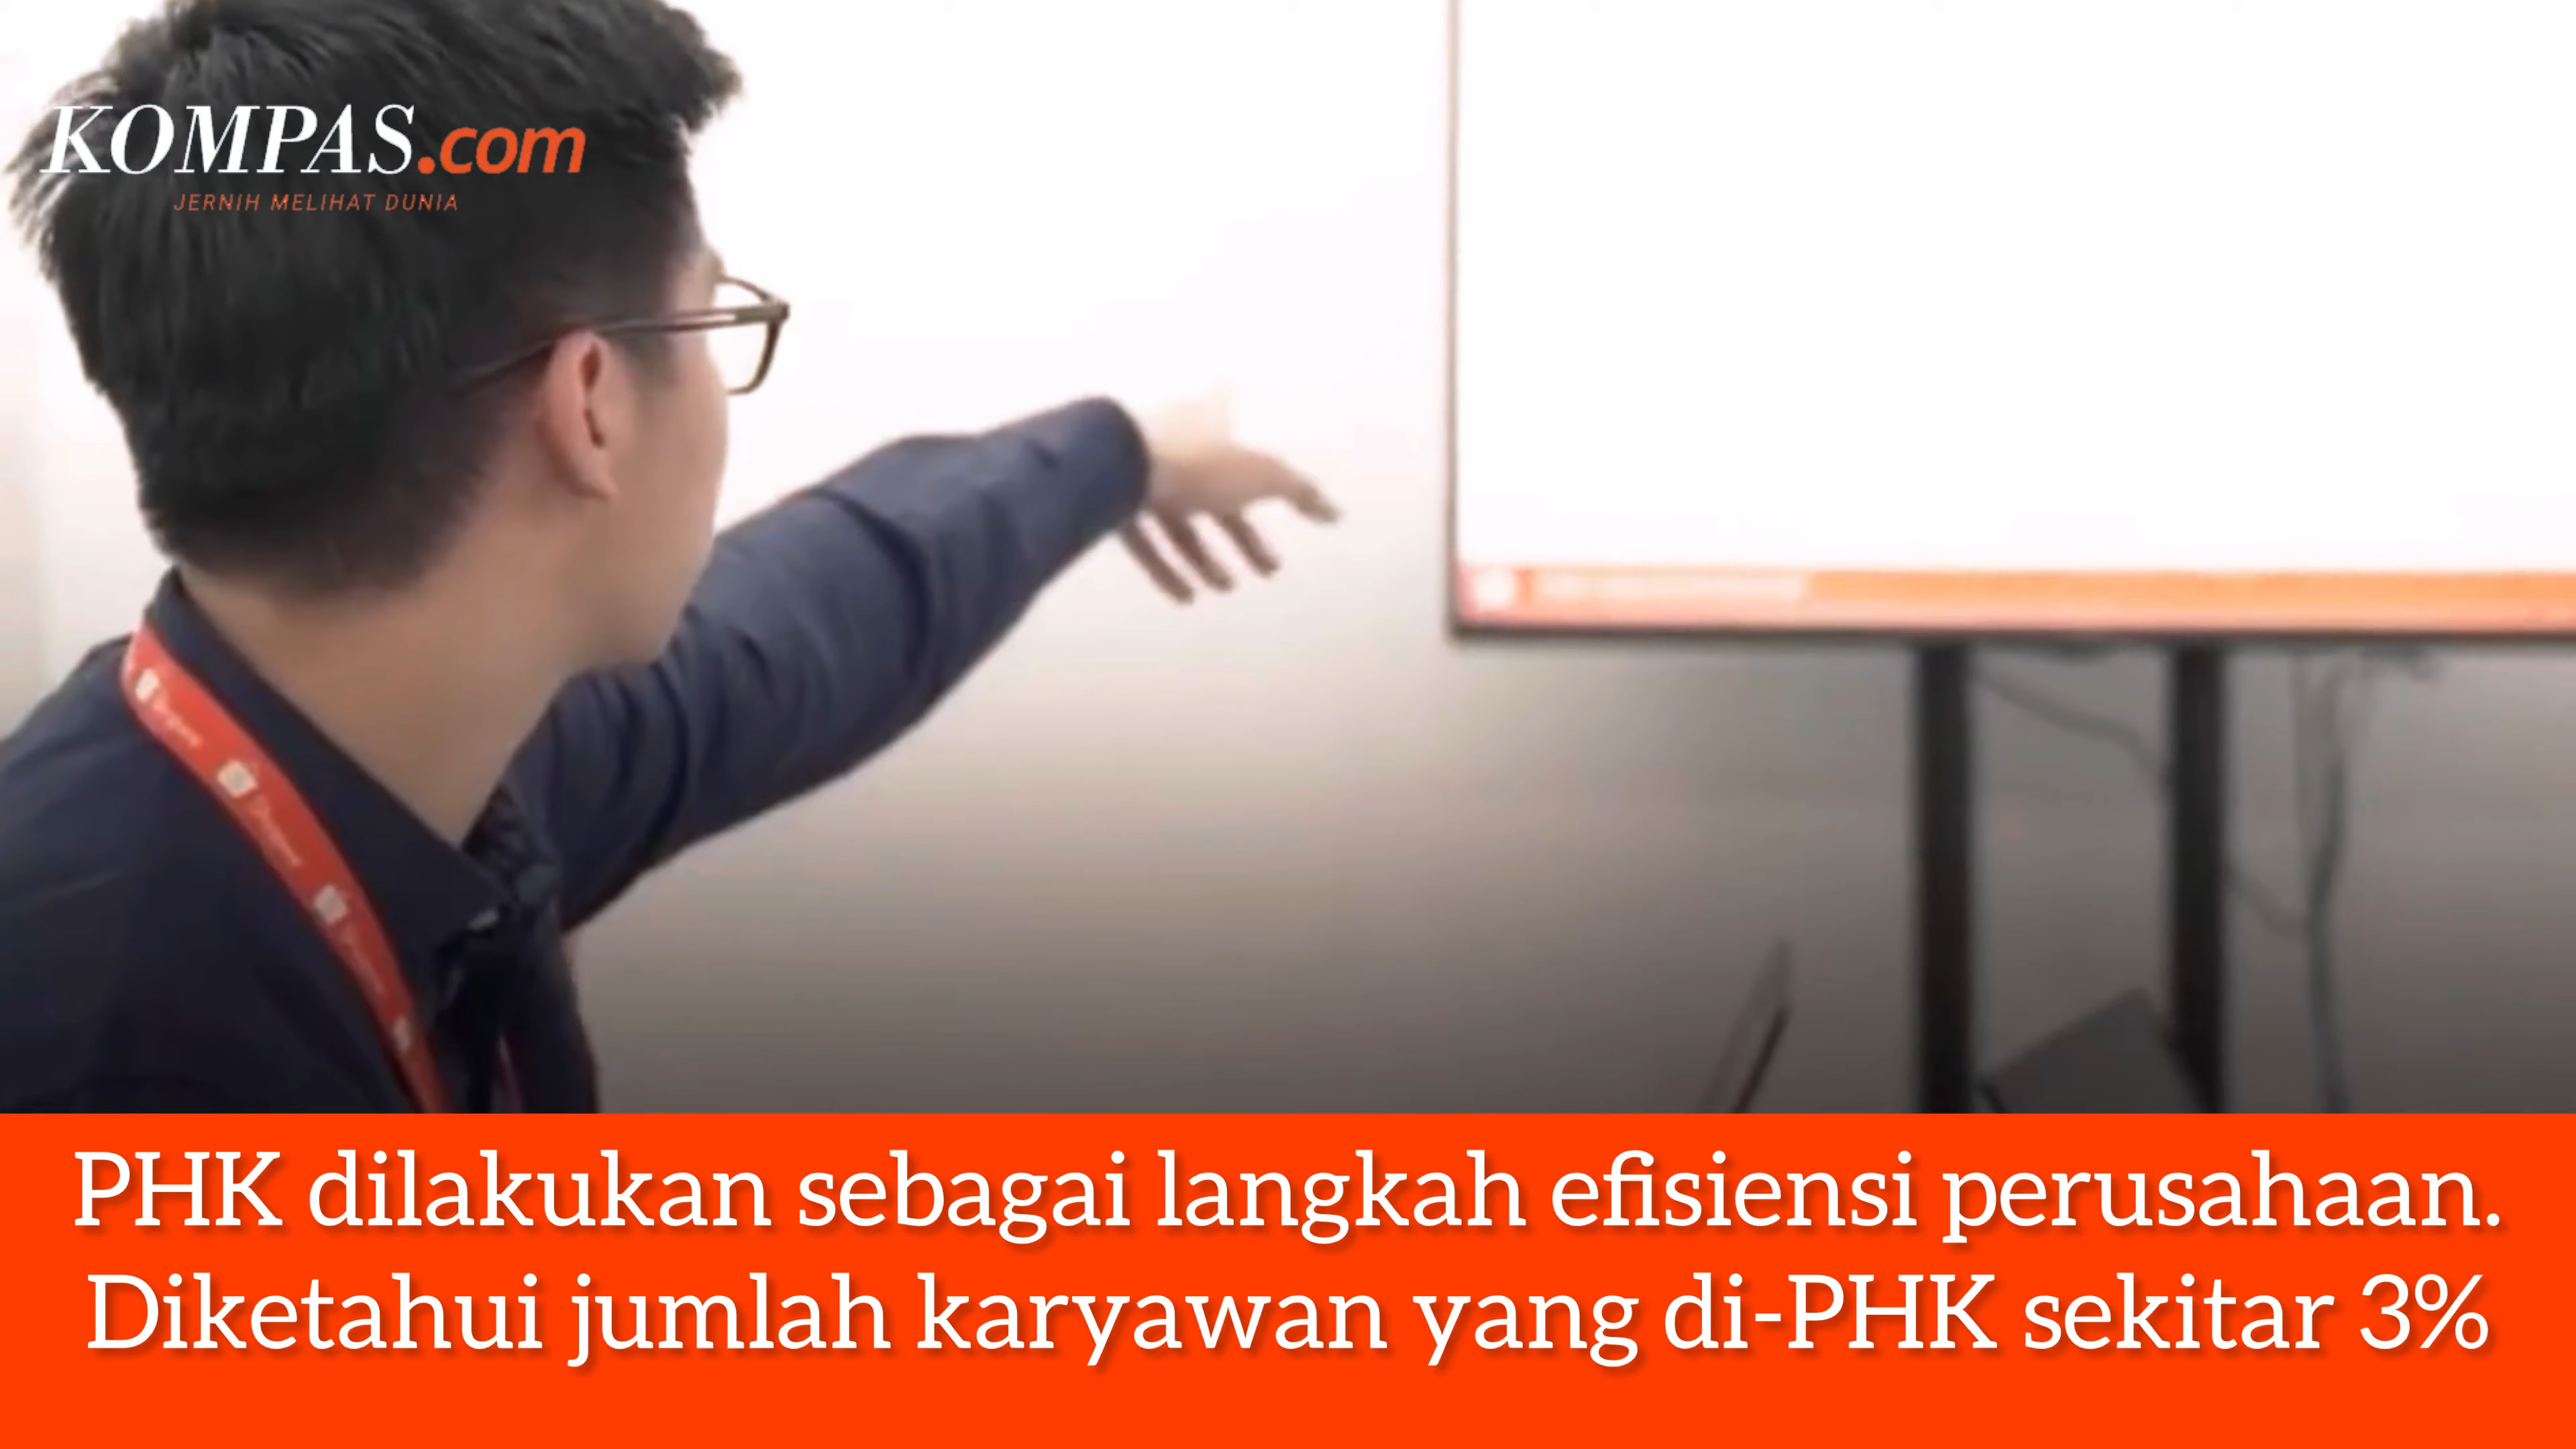 KOMPAS.com
JERNIH MELIHAT DUNIA
PHK dilakukan sebagai langkah efisiensi perusahaan.
Diketahui jumlah karyawan yang di-PHK sekitar 3%